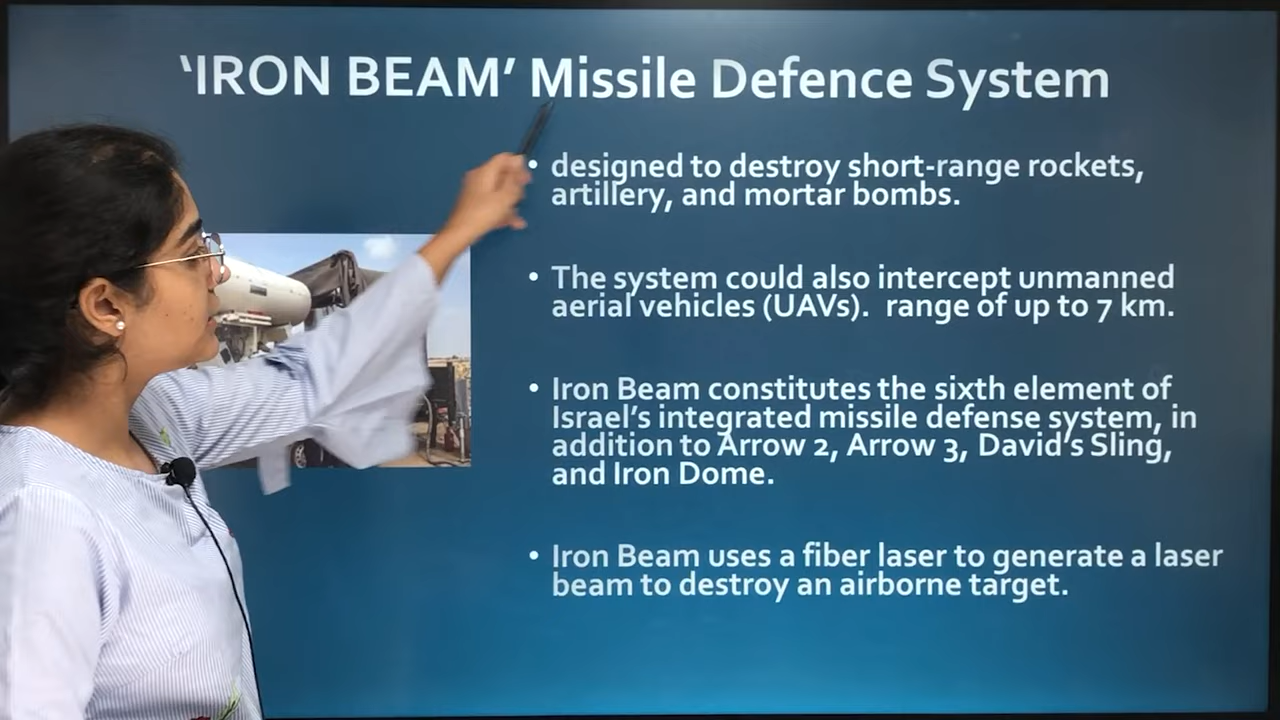 ‘IRON BEAM’ Missile Defence System
• designed to destroy short-range rockets,
artillery, and mortar bombs.
• The system could also intercept unmanned
aerial vehicles (UAVs).  range of up to 7 km.
• Iron Beam constitutes the sixth element of
Israel’s integrated missile defense system, in
addition to Arrow 2, Arrow 3, David’s Sling,
and Iron Dome.
• Iron Beam uses a fiber laser to generate a laser
beam to destroy an airborne target.